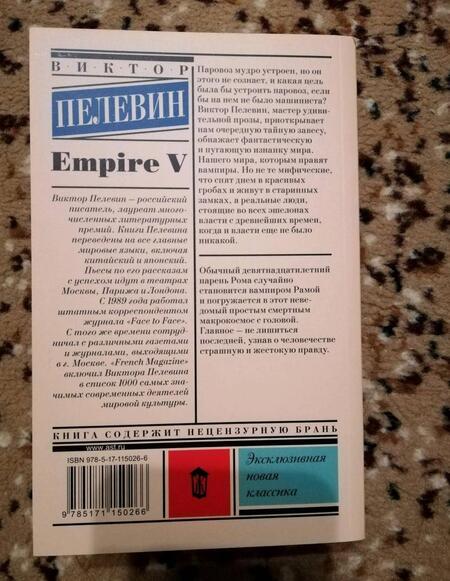 В·И·К·Т·О·Р
ПЕЛЕВИН
Empire V
Виктор Пелевин – российский
писатель, лауреат много-
численных литературных
премий. Книги Пелевина
переведены на все главные
мировые языки, включая
китайский и японский.
Пьесы по его рассказам
с успехом идут в театрах
Москвы, Парижа и Лондона.
С 1989 года работал
штатным корреспондентом
журнала «Face to Face».
С того же времени сотруд-
ничал с различными газетами
и журналами, выходящими
в г. Москве. «French Magazine»
включил Виктора Пелевина
в список 1000 самых зна-
чимых современных деятелей
мировой культуры.
Паровоз мудро устроен, но он
этого не сознает, и какая цель
была бы устроить паровоз, если
бы на нем не было машиниста?
Виктор Пелевин, мастер удиви-
тельной прозы, приоткрывает
нам очередную тайную завесу,
обнажает фантастическую
и пугающую изнанку мира.
Нашего мира, которым правят
вампиры. Но не те мифические,
что спят днем в красивых
гробах и живут в старинных
замках, а реальные люди,
стоящие во всех эшелонах
власти с древнейших времен,
когда и власти еще не было
никакой.
Обычный девятнадцатилетний
парень Рома случайно
становится вампиром Рамой
и погружается в этот неве-
домый простым смертным
макрокосмос с головой.
Главное – не лишиться
последней, узнав о человечестве
страшную и жестокую правду.
КНИГА СОДЕРЖИТ НЕЦЕНЗУРНУЮ БРАНЬ
www.ast.ru
ISBN 978-5-17-115026-6
9 785171 150266
Эксклюзивная
новая
классика